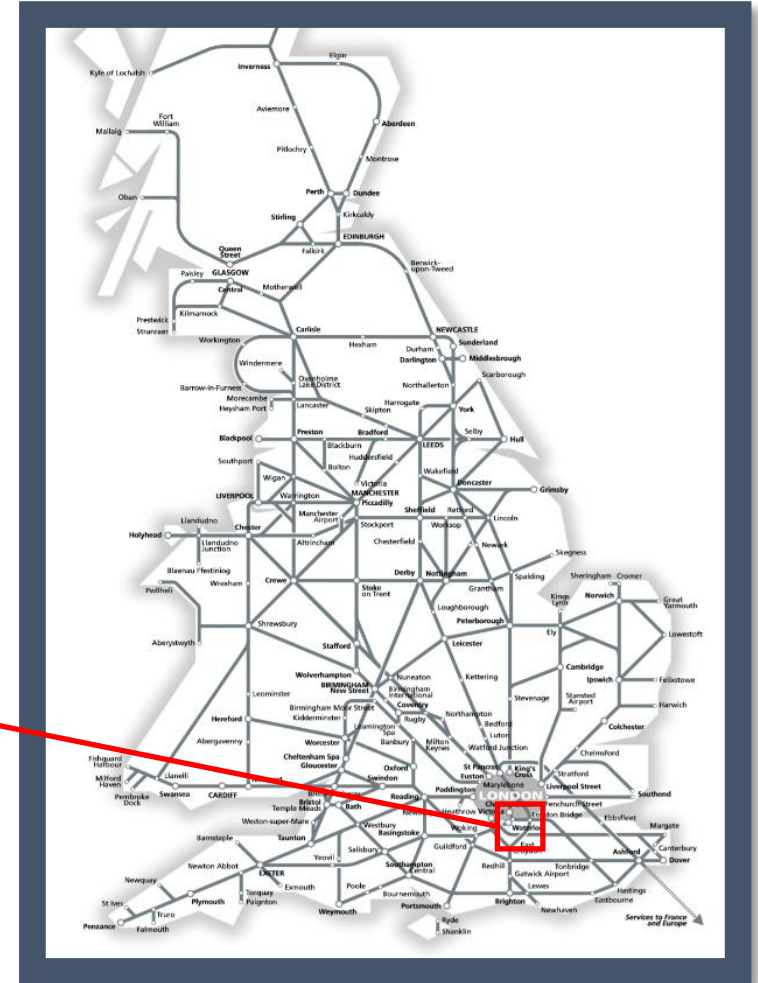 Elgin
Inverness
Kyle of Lochalsh
Aviemore
Fort
William
Mallaig
Aberdeen
Pitlochry
Montrose
Perth
Dundee
Oban
Stirling
Kirkcaldy
EDINBURGH
Queen
Street
Falkirk
Berwick-
upon-Tweed
Paisley
GLASGOW
Central
Motherwell
Prestwick
Kilmarnock
Stranraer
Carlisle
NEWCASTLE
Workington
Hexham
Durham
Sunderland
Darlington
Middlesbrough
Windermere
Scarborough
Oxenholme
Lake District
Barrow-in-Furness
Northallerton
Morecambe
Lancaster
Harrogate
York
Heysham Port
Skipton
Blackpool
Preston
Bradford
LEEDS
Selby
Hull
Blackburn
Huddersfield
Southport
Bolton
Wakefield
Wigan
Victoria
Doncaster
LIVERPOOL
Warrington
MANCHESTER
Piccadilly
Grimsby
Manchester
Airport
Sheffield
Retford
Llandudno
Stockport
Worksop
Lincoln
Holyhead
Chester
Llandudno
Junction
Altrincham
Chesterfield
Newark
Skegness
Blaenau Ffestiniog
Derby
Nottingham
Spalding
Sheringham
Cromer
Pwllheli
Wrexham
Crewe
Stoke
on Trent
Grantham
Kings
Lynn
Norwich
Great
Yarmouth
Loughborough
Shrewsbury
Peterborough
Ely
Lowestoft
Aberystwyth
Stafford
Leicester
Wolverhampton
Nuneaton
Kettering
Cambridge
BIRMINGHAM
New Street
Birmingham
International
Ipswich
Felixstowe
Leominster
Coventry
Stevenage
Stansted
Airport
Birmingham Moor Street
Northampton
Harwich
Hereford
Kidderminster
Rugby
Bedford
Leamington
Spa
Colchester
Abergavenny
Worcester
Banbury
Milton
Keynes
Luton
Watford Junction
Chelmsford
Cheltenham Spa
Fishguard
Harbour
Gloucester
Oxford
St Pancras
King's
Cross
Stratford
Llanelli
Swindon
Euston
Milford
Haven
Marylebone
Liverpool Street
Pembroke
Dock
Swansea
CARDIFF
Reading
Paddington
LONDON
Southend
Bristol
Temple Meads
Bath
Heathrow
Victoria
Fenchurch Street
London Bridge
Ebbsfleet
Weston-super-Mare
Westbury
Woking
Waterloo
Margate
Barnstaple
Taunton
Basingstoke
Guildford
East
Croydon
Canterbury
Salisbury
Ashford
Dover
Newton Abbot
Yeovil
Southampton
Central
Redhill
Tonbridge
EXETER
Gatwick Airport
Newquay
Exmouth
Poole
Lewes
Hastings
Torquay
Bournemouth
Eastbourne
St Ives
Plymouth
Paignton
Portsmouth
Brighton
Newhaven
Truro
Weymouth
Ryde
Services to France
and Europe
Penzance
Falmouth
Shanklin